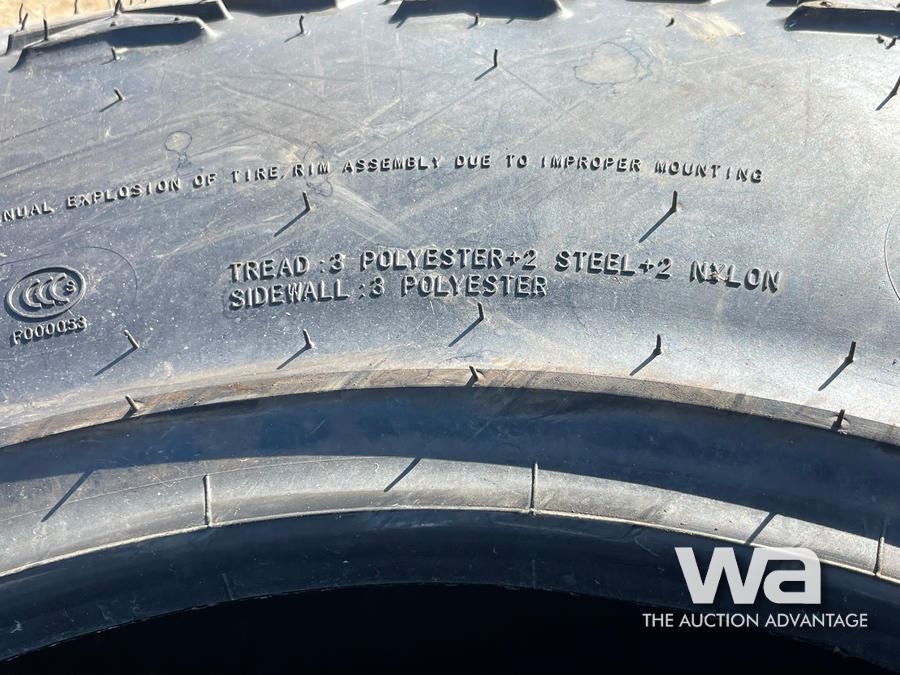 NUAL EXPLOSION OF TIRE, RIM ASSEMBLY DUE TO IMPROPER MOUNTING
TREAD :3 POLYESTER+2 STEEL+2 NYLON
SIDEWALL :3 POLYESTER
CCC S
F000053
wa
THE AUCTION ADVANTAGE